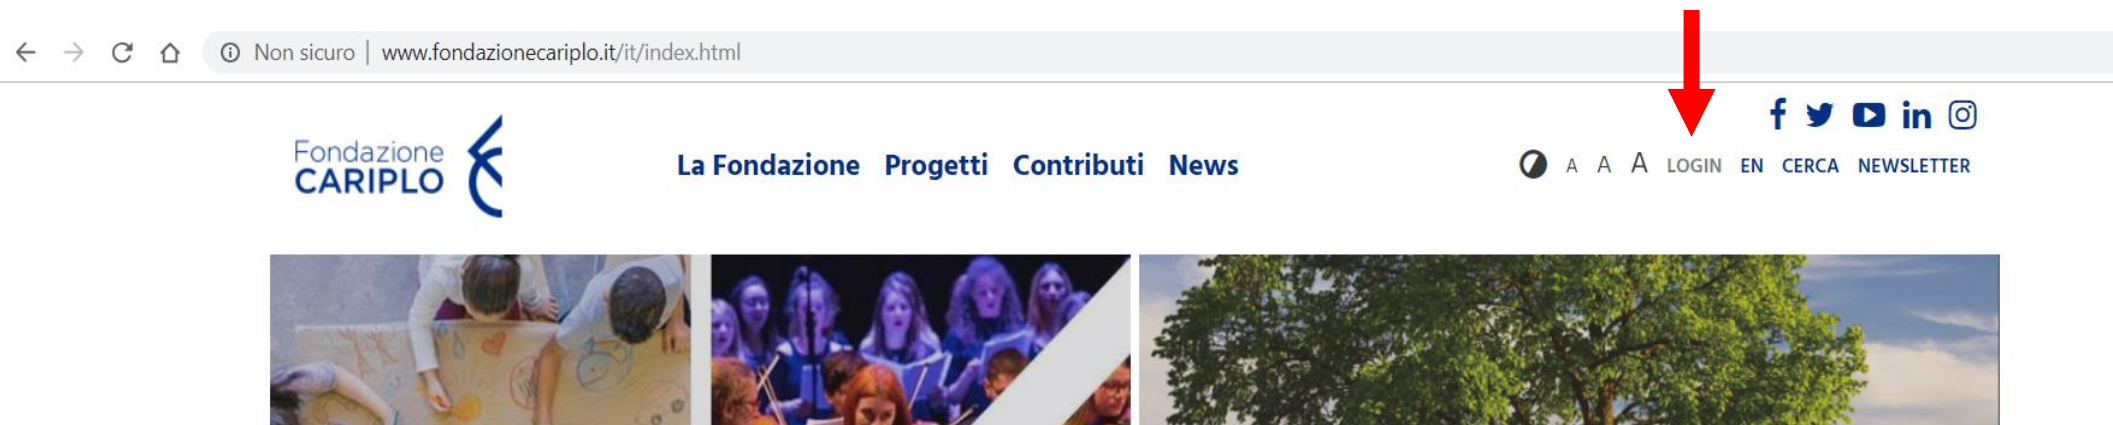 Non sicuro | www.fondazionecariplo.it/it/index.html
Fondazione
CARIPLO
La Fondazione Progetti Contributi News
f in
A A A LOGIN EN CERCA NEWSLETTER